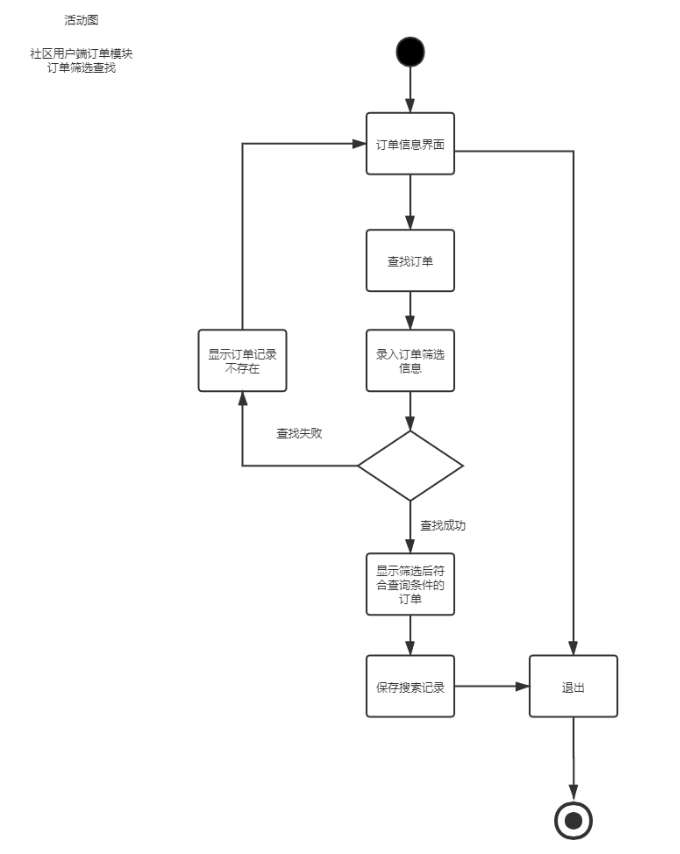 活动图
社区用户端订单模块
订单筛选查找
订单信息界面
查找订单
显示订单记录
不存在
录入订单筛选
信息
查找失败
查找成功
显示筛选后符
合查询条件的
订单
保存搜索记录
退出